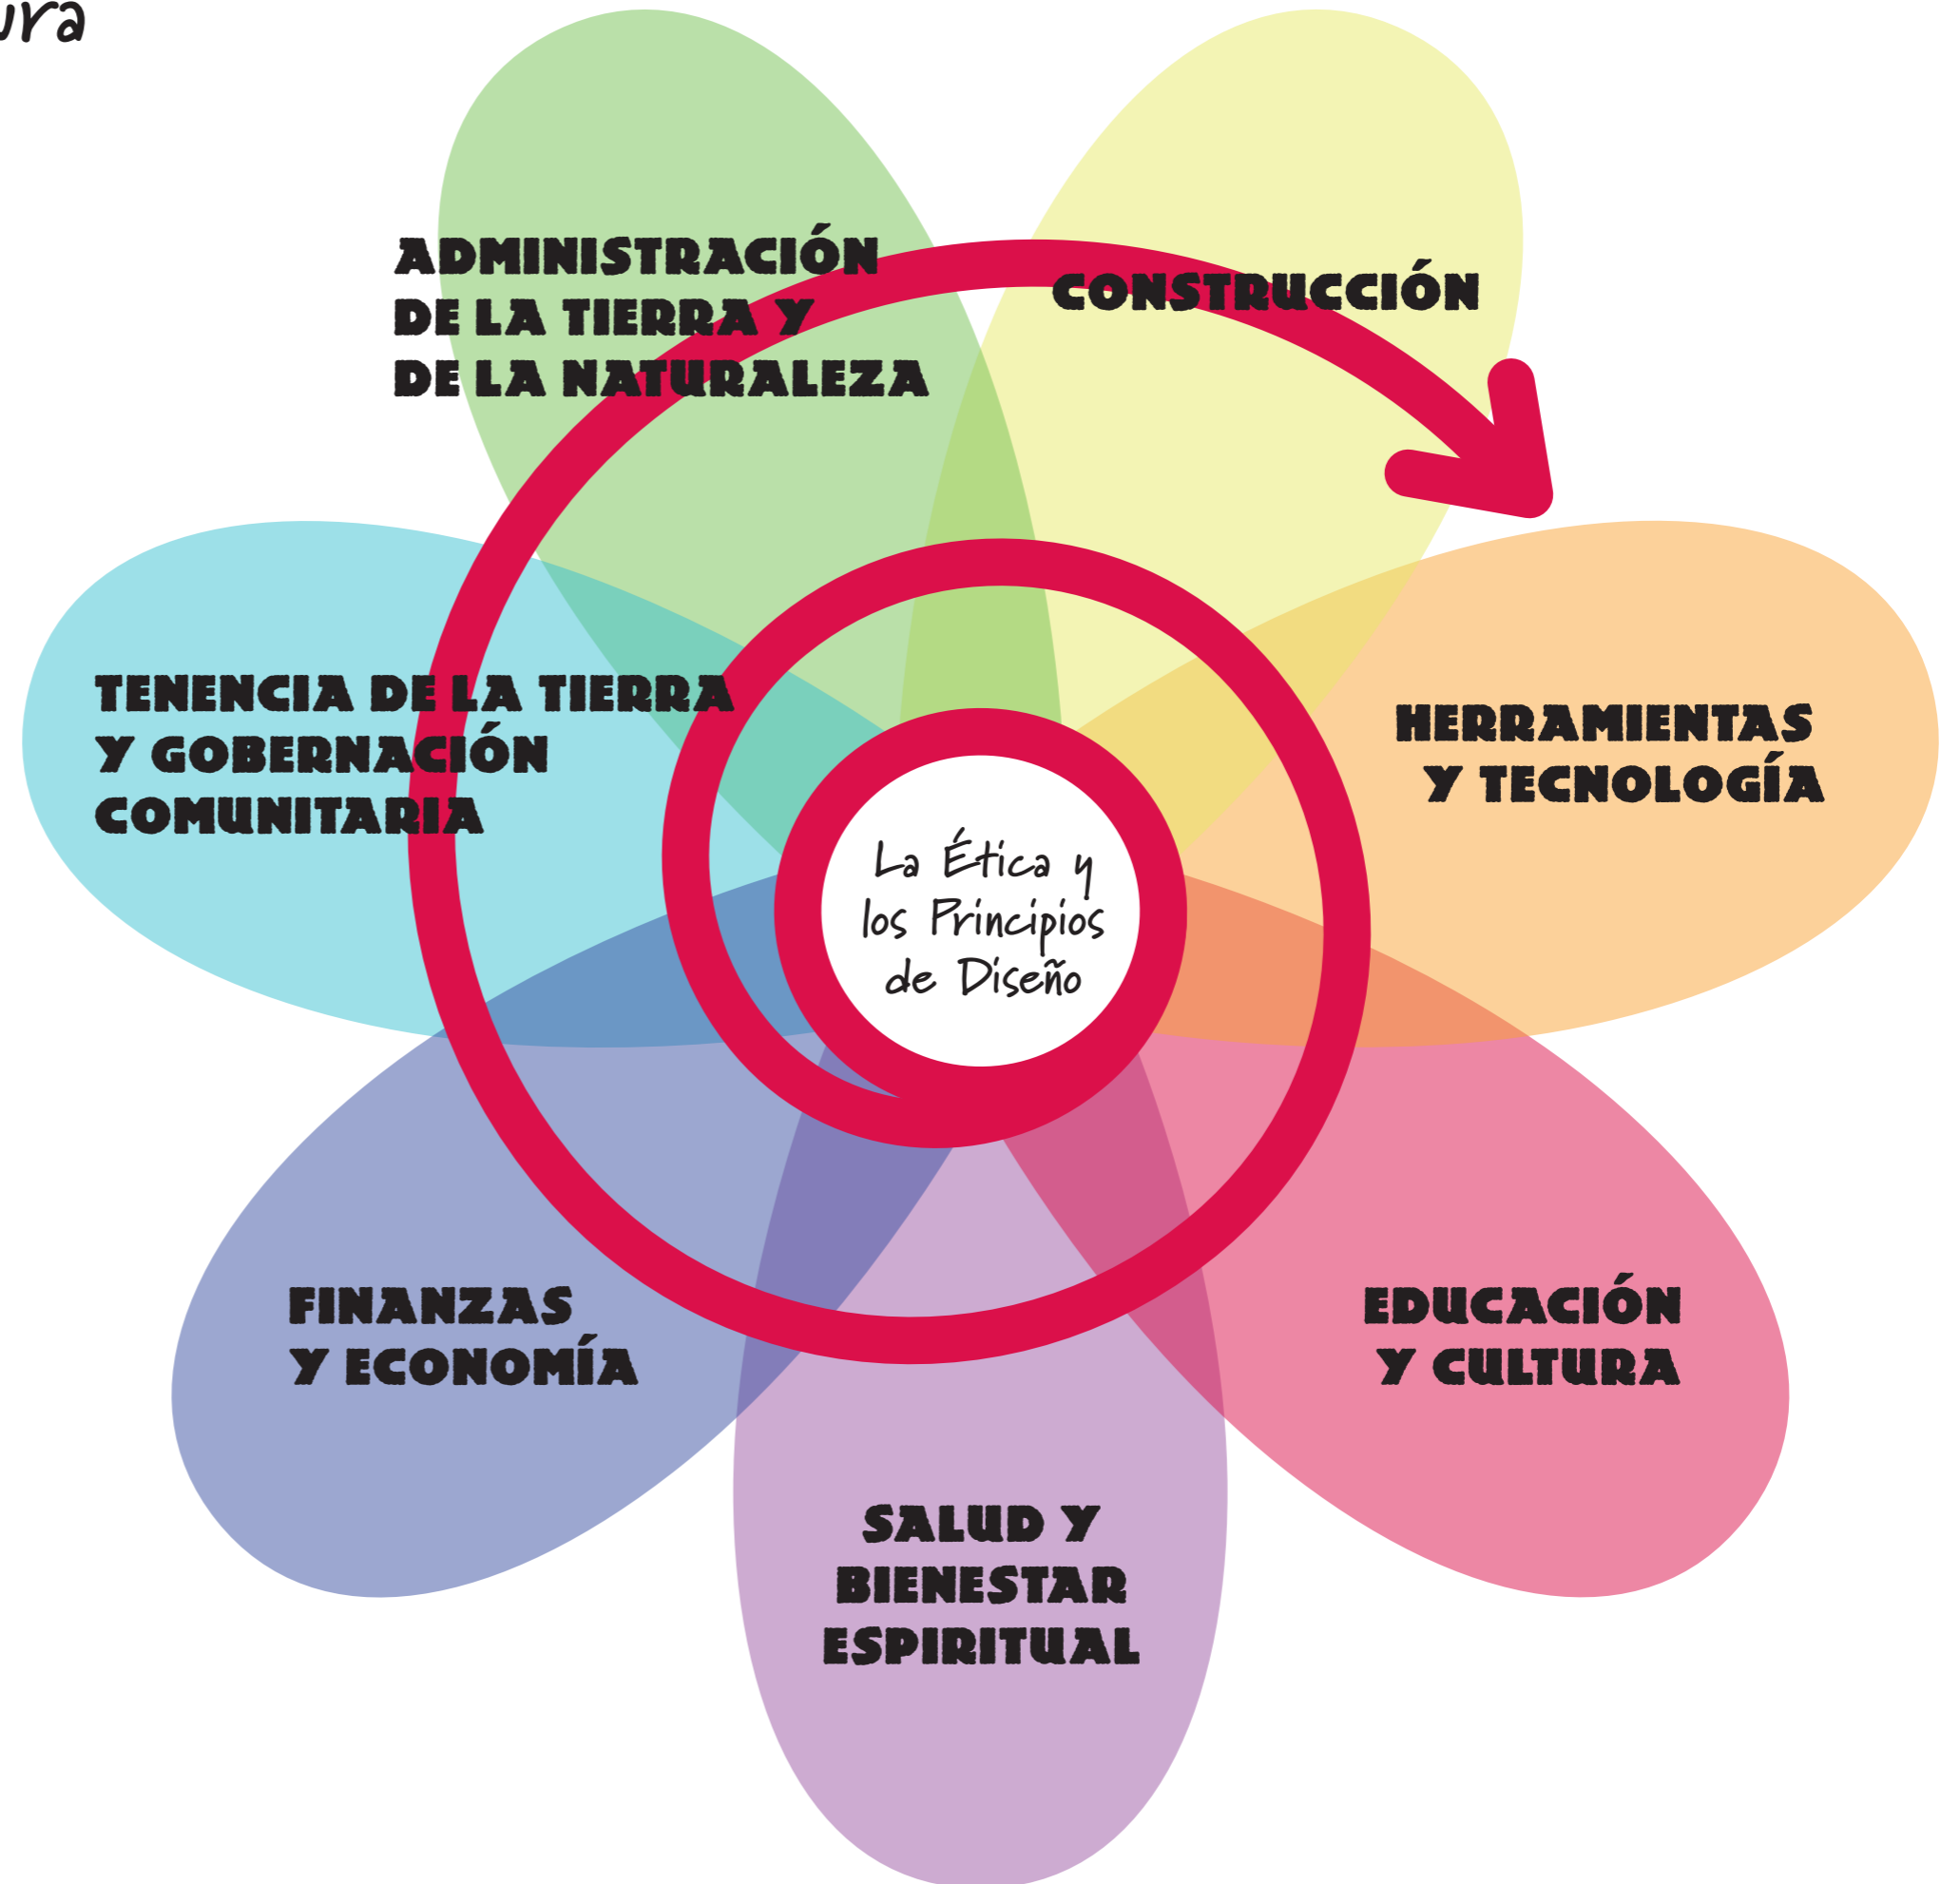 ADMINISTRACIÓN
DE LA TIERRA Y
DE LA NATURALEZA
CONSTRUCCIÓN
TENENCIA DE LA TIERRA
Y GOBERNACIÓN
COMUNITARIA
HERRAMIENTAS
Y TECNOLOGÍA
La Ética y
los Principios
de Diseño
FINANZAS
Y ECONOMÍA
EDUCACIÓN
Y CULTURA
SALUD Y
BIENESTAR
ESPIRITUAL